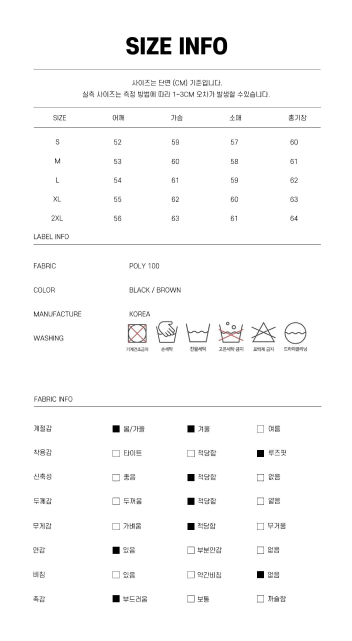 SIZE INFO
사이즈는 단면 (CM) 기준입니다.
실측 사이즈는 측정 방법에 따라 1~3CM 오차가 발생할 수있습니다.
SIZE 어깨 가슴 소매 총기장
S 52 59 57 60
M 53 60 58 61
L 54 61 59 62
XL 55 62 60 63
2XL 56 63 61 64
LABEL INFO
FABRIC POLY 100
COLOR BLACK / BROWN
MANUFACTURE KOREA
WASHING
기계건조금지 손세탁 찬물세탁 고온세탁 금지 표백제 금지 드라이클리닝
FABRIC INFO
계절감 봄/가을 겨울 여름
착용감 타이트 적당함 루즈핏
신축성 좋음 적당함 없음
두께감 두꺼움 적당함 얇음
무게감 가벼움 적당함 무거움
안감 있음 부분안감 없음
비침 있음 약간비침 없음
촉감 부드러움 보통 까슬함